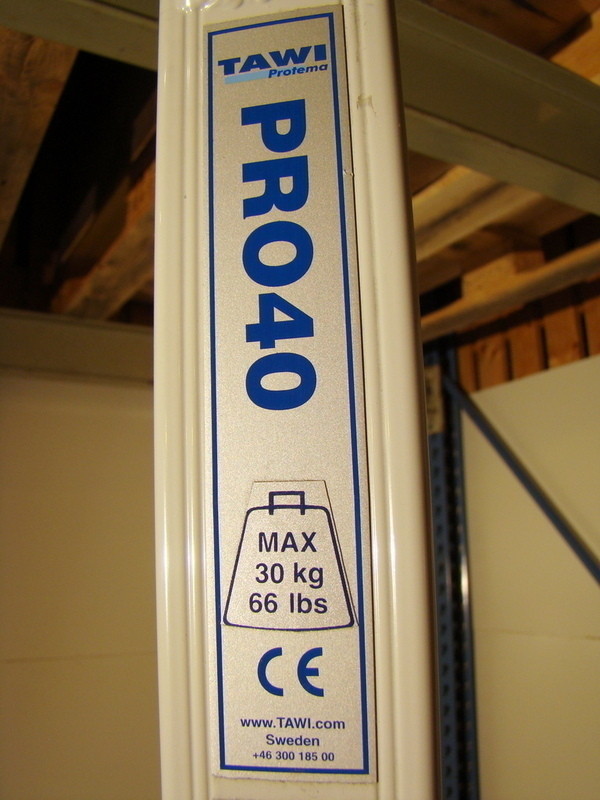 TAWI
Protema
PRO40
MAX
30 kg
66 lbs
CE
www.TAWI.com
Sweden
+46 300 185 00